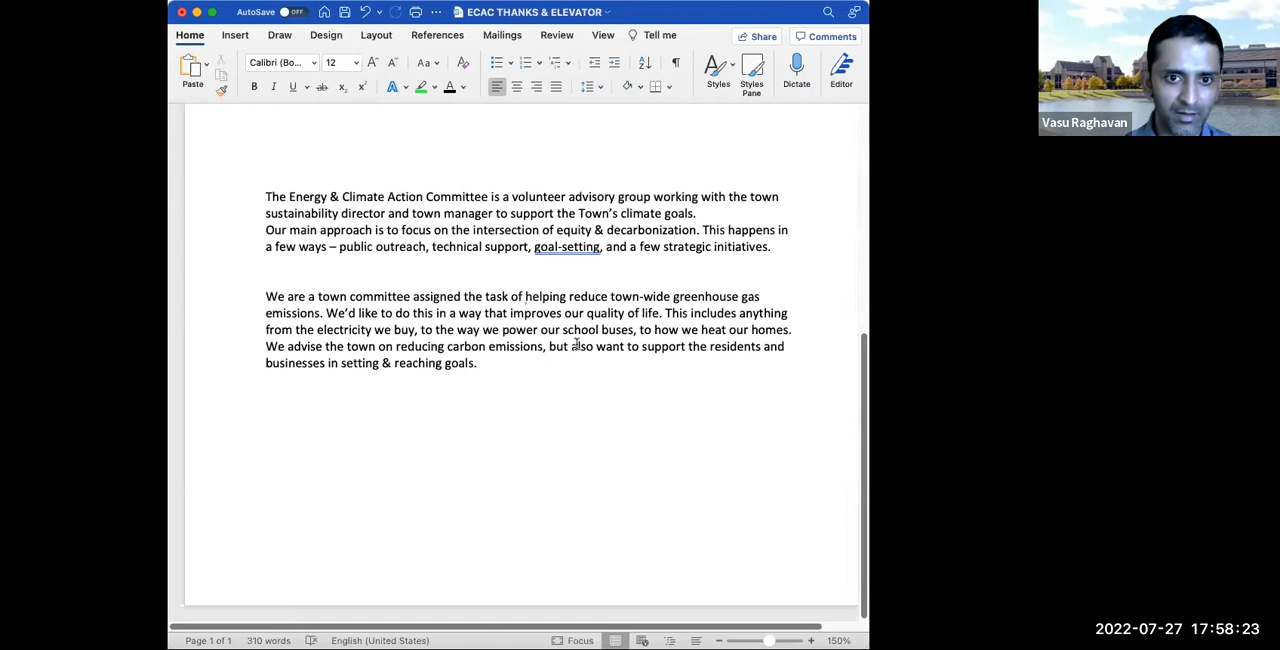 AutoSave OFF ECAC THANKS & ELEVATOR
Home Insert Draw Design Layout References Mailings Review View Tell me Share Comments
Calibri (Bo... 12 Aa
Paste B I U ab x₂ x² A A Styles Styles Pane Dictate Editor
The Energy & Climate Action Committee is a volunteer advisory group working with the town
sustainability director and town manager to support the Town's climate goals.
Our main approach is to focus on the intersection of equity & decarbonization. This happens in
a few ways – public outreach, technical support, goal-setting, and a few strategic initiatives.
We are a town committee assigned the task of helping reduce town-wide greenhouse gas
emissions. We'd like to do this in a way that improves our quality of life. This includes anything
from the electricity we buy, to the way we power our school buses, to how we heat our homes.
We advise the town on reducing carbon emissions, but also want to support the residents and
businesses in setting & reaching goals.
Page 1 of 1 310 words English (United States) Focus 150%
Vasu Raghavan
2022-07-27 17:58:23